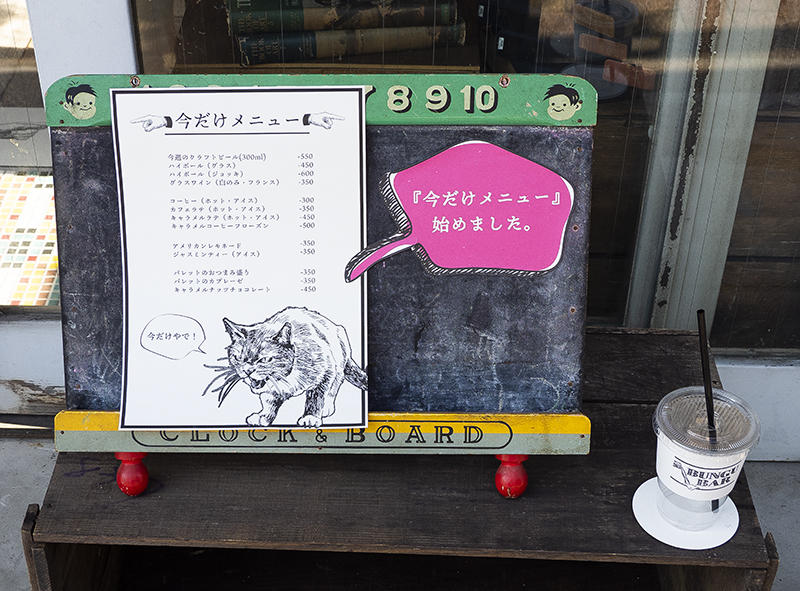 7 8 9 10
今だけメニュー
今週のクラフトビール(300ml) -550
ハイボール (グラス) -450
ハイボール (ジョッキ) -600
グラスワイン (白のみ・フランス) -350
コーヒー (ホット・アイス) -300
カフェラテ (ホット・アイス) -350
キャラメルラテ (ホット・アイス) -450
キャラメルコーヒーフローズン -500
アメリカンレモネード -350
ジャスミンティー (アイス) -350
パレットのおつまみ盛り -350
パレットのカプレーゼ -350
キャラメルナッツチョコレート -450
今だけやで!
『今だけメニュー』
始めました。
CLOCK & BOARD
BUNGU
BAR